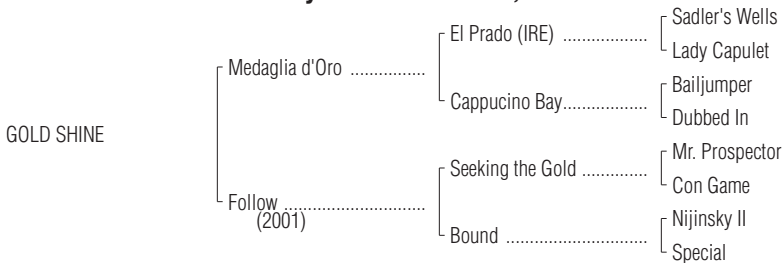 Sadler's Wells
El Prado (IRE) .................
Lady Capulet
Medaglia d'Oro ................
Bailjumper
Cappucino Bay.................
Dubbed In
GOLD SHINE
Mr. Prospector
Seeking the Gold .............
Con Game
Follow ...........................
(2001)
Nijinsky II
Bound ............................
Special